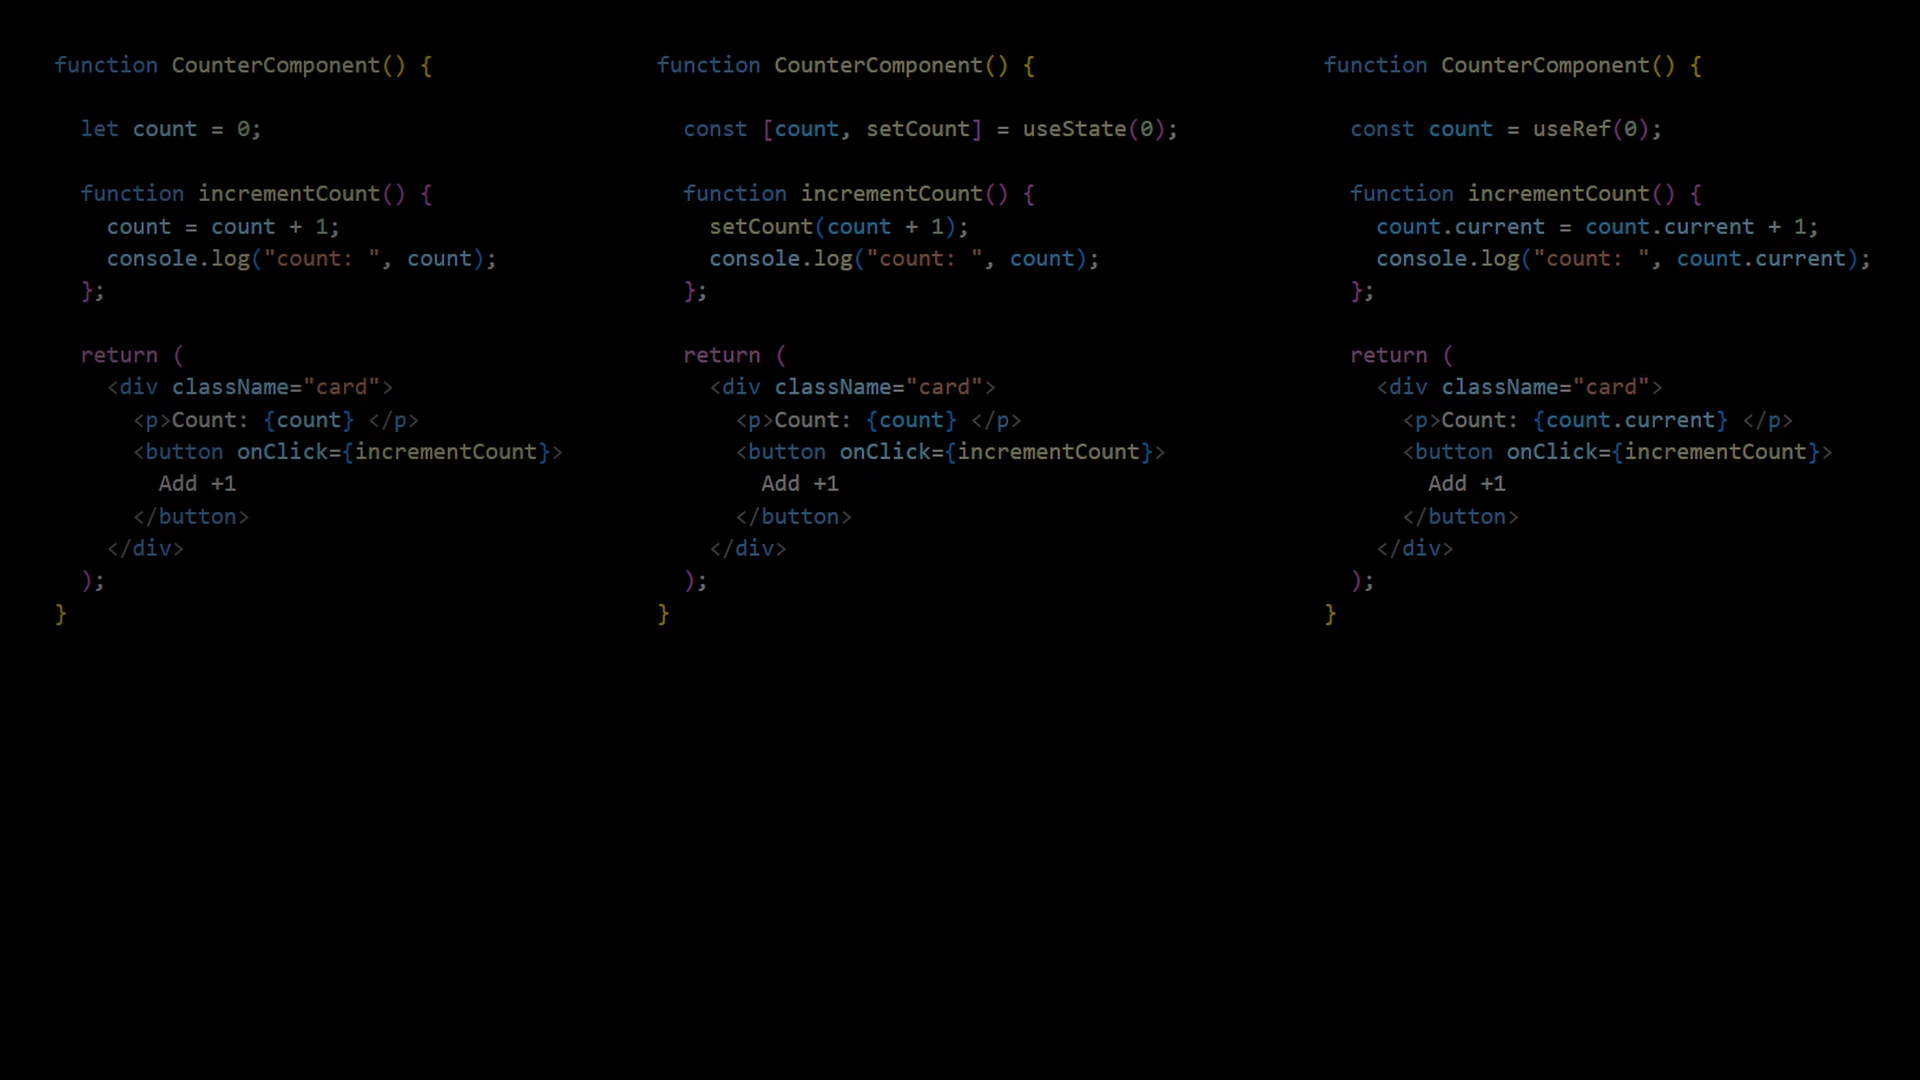 function CounterComponent() {
let count = 0;
function incrementCount() {
count = count + 1;
console.log("count: ", count);
};
return (
<div className="card">
<p>Count: {count} </p>
<button onClick={incrementCount}>
Add +1
</button>
</div>
);
}
function CounterComponent() {
const [count, setCount] = useState(0);
function incrementCount() {
setCount(count + 1);
console.log("count: ", count);
};
return (
<div className="card">
<p>Count: {count} </p>
<button onClick={incrementCount}>
Add +1
</button>
</div>
);
}
function CounterComponent() {
const count = useRef(0);
function incrementCount() {
count.current = count.current + 1;
console.log("count: ", count.current);
};
return (
<div className="card">
<p>Count: {count.current} </p>
<button onClick={incrementCount}>
Add +1
</button>
</div>
);
}